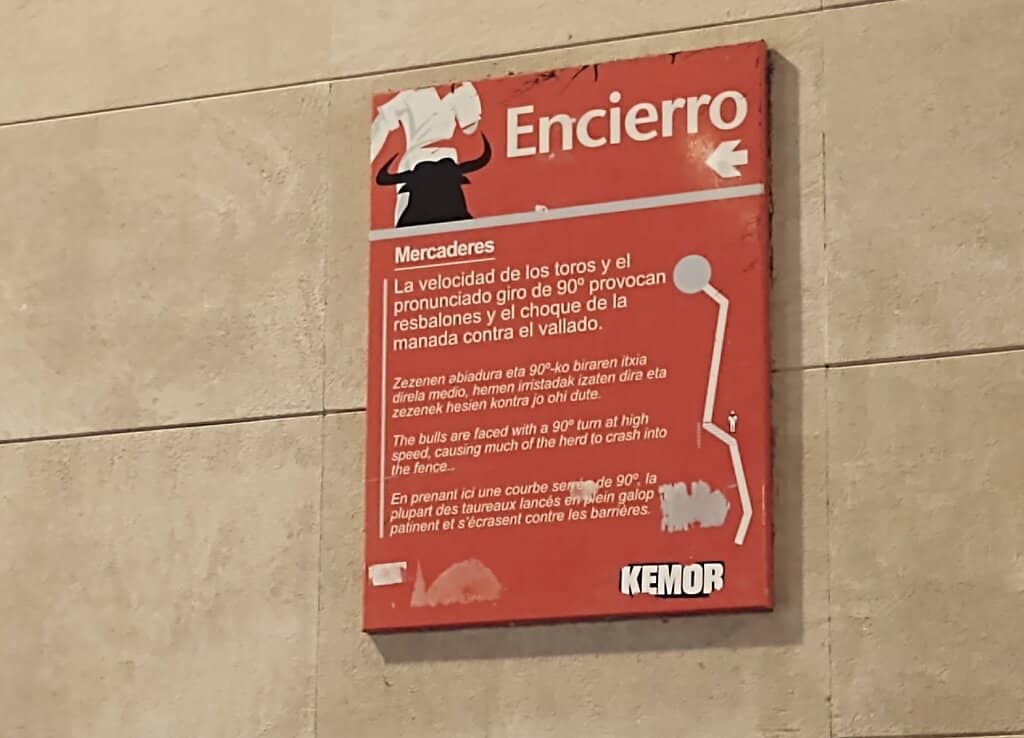 Encierro
Mercaderes
La velocidad de los toros y el
pronunciado giro de 90º provocan
resbalones y el choque de la
manada contra el vallado.
Zezenen abiadura eta 90º-ko biraren itxia
direla medio, hemen irristadak izaten dira eta
zezenek hesien kontra jo ohi dute.
The bulls are faced with a 90º turn at high
speed, causing much of the herd to crash into
the fence..
En prenant ici une courbe serrée de 90º, la
plupart des taureaux lancés en plein galop
patinent et s'écrasent contre les barrières.
KEMOR